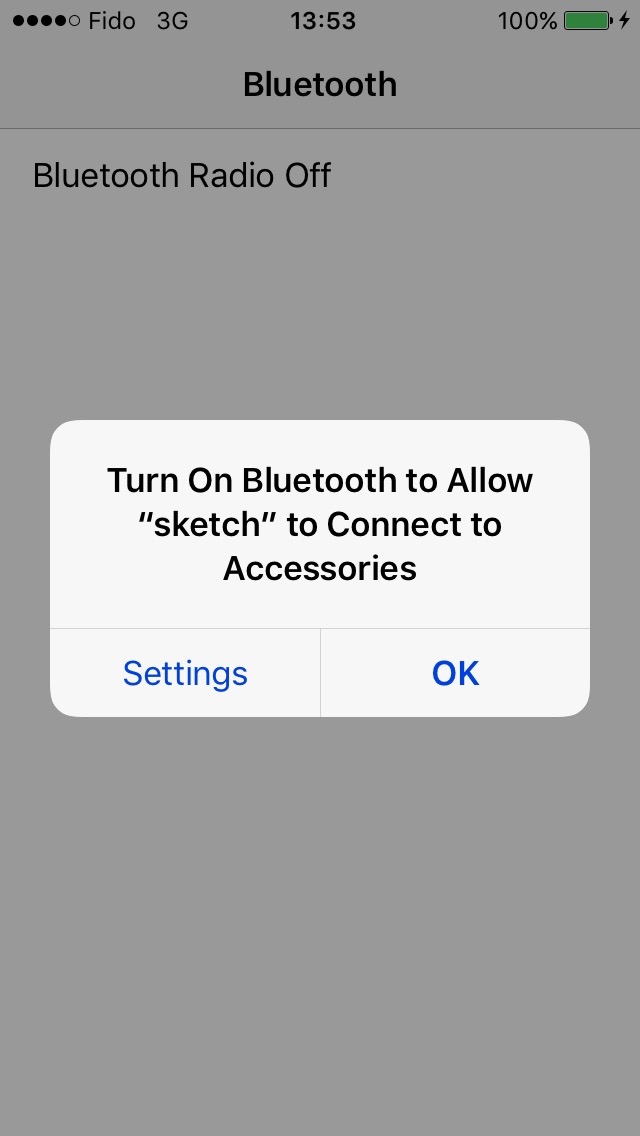 Fido 3G 13:53 100%
Bluetooth
Bluetooth Radio Off
Turn On Bluetooth to Allow
“sketch” to Connect to
Accessories
Settings OK